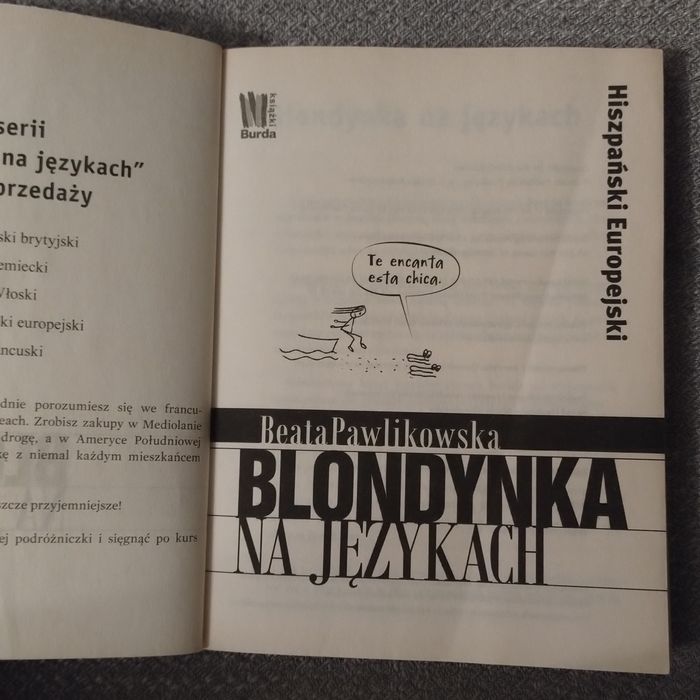 serii
na językach"
przedaży
ski brytyjski
emiecki
Włoski
ki europejski
ncuski
dnie porozumiesz się we francu-
each. Zrobisz zakupy w Mediolanie
drogę, a w Ameryce Południowej
kę z niemal każdym mieszkańcem
szcze przyjemniejsze!
ej podróżniczki i sięgnąć po kurs
książki
Burda
Hiszpański Europejski
Te encanta
esta chica.
Beata Pawlikowska
BLONDYNKA
NA JĘZYKACH